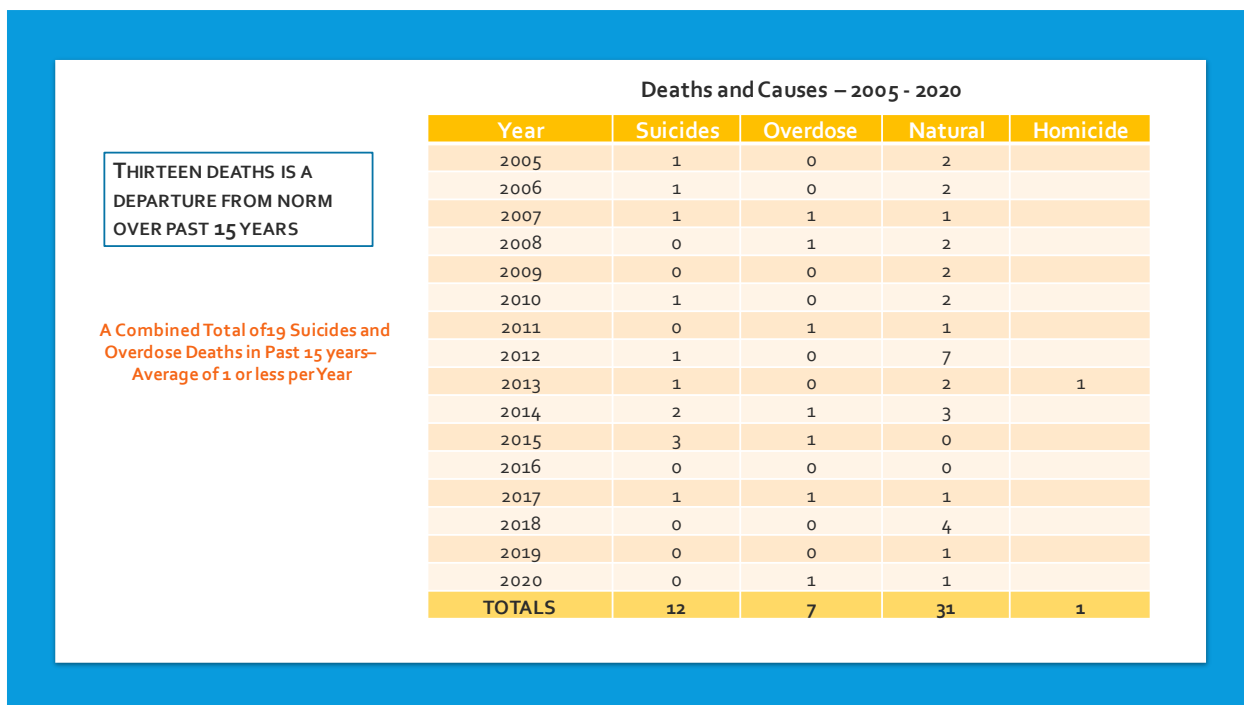 Deaths and Causes – 2005 - 2020
THIRTEEN DEATHS IS A
DEPARTURE FROM NORM
OVER PAST 15 YEARS
A Combined Total of19 Suicides and
Overdose Deaths in Past 15 years–
Average of 1 or less per Year
Year Suicides Overdose Natural Homicide
2005 1 0 2
2006 1 0 2
2007 1 1 1
2008 0 1 2
2009 0 0 2
2010 1 0 2
2011 0 1 1
2012 1 0 7
2013 1 0 2 1
2014 2 1 3
2015 3 1 0
2016 0 0 0
2017 1 1 1
2018 0 0 4
2019 0 0 1
2020 0 1 1
TOTALS 12 7 31 1